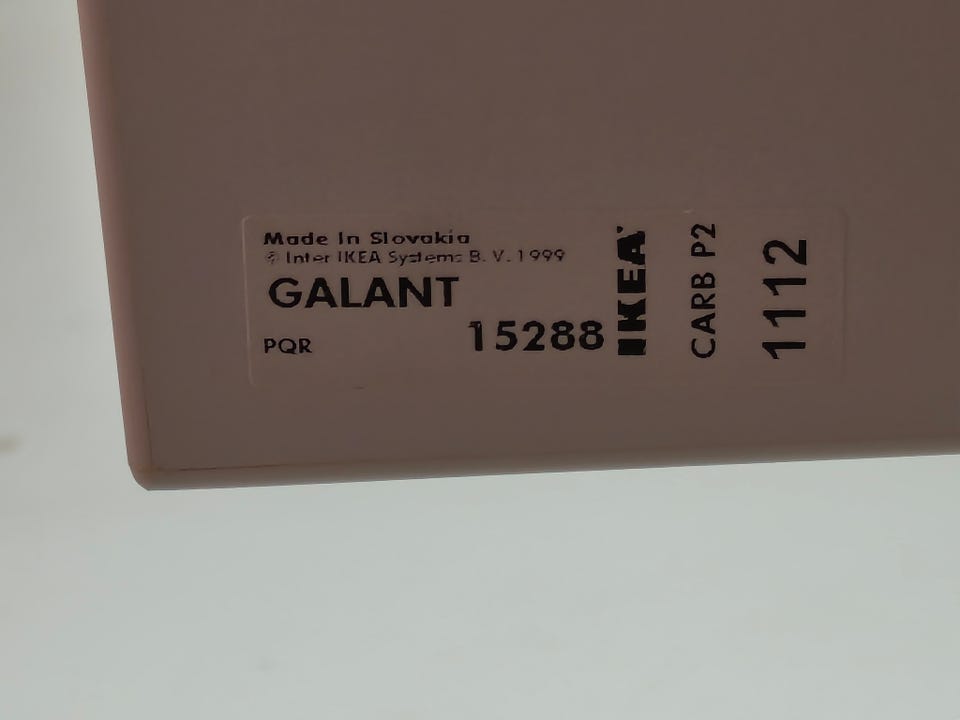 Made In Slovakia
© Inter IKEA Systems B. V. 1999
GALANT
PQR
15288
IKEA
CARB P2
1112